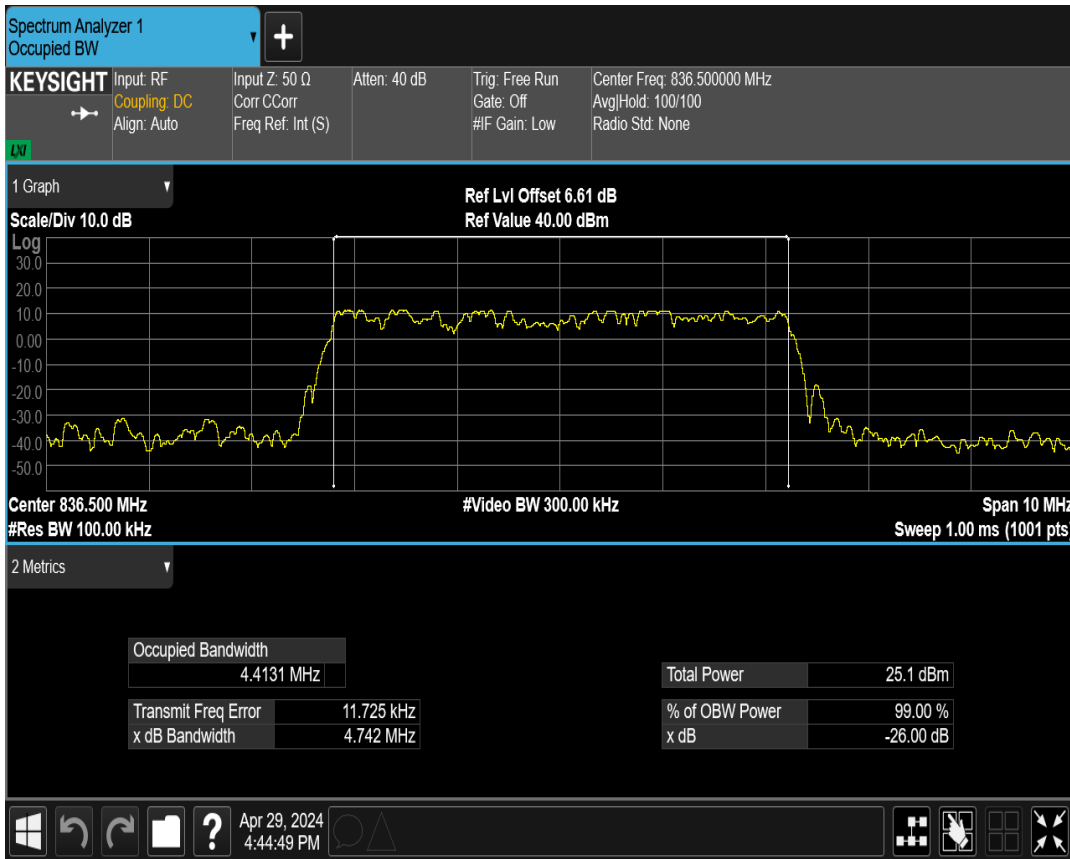 Spectrum Analyzer 1
Occupied BW
KEYSIGHT
Input: RF
Coupling: DC
Align: Auto
Input Z: 50 Ω
Corr CCorr
Freq Ref: Int (S)
Atten: 40 dB
Trig: Free Run
Gate: Off
#IF Gain: Low
Center Freq: 836.500000 MHz
Avg|Hold: 100/100
Radio Std: None
LXI
1 Graph
Ref Lvl Offset 6.61 dB
Scale/Div 10.0 dB
Ref Value 40.00 dBm
Log
30.0
20.0
10.0
0.00
-10.0
-20.0
-30.0
-40.0
-50.0
Center 836.500 MHz
#Video BW 300.00 kHz
Span 10 MHz
#Res BW 100.00 kHz
Sweep 1.00 ms (1001 pts)
2 Metrics
Occupied Bandwidth
4.4131 MHz
Total Power 25.1 dBm
Transmit Freq Error 11.725 kHz
% of OBW Power 99.00 %
x dB Bandwidth 4.742 MHz
x dB -26.00 dB
?
Apr 29, 2024
4:44:49 PM